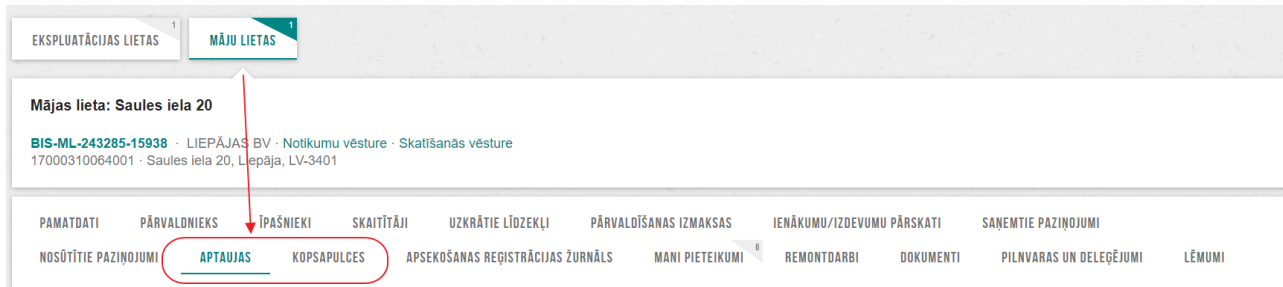 EKSPLUATĀCIJAS LIETAS 1 MĀJU LIETAS 1
Mājas lieta: Saules iela 20
BIS-ML-243285-15938 · LIEPĀJAS BV · Notikumu vēsture · Skatīšanās vēsture
17000310064001 · Saules iela 20, Liepāja, LV-3401
PAMATDATI PĀRVALDNIEKS ĪPAŠNIEKI SKAITĪTĀJI UZKRĀTIE LĪDZEKĻI PĀRVALDĪŠANAS IZMAKSAS IENĀKUMU/IZDEVUMU PĀRSKATI SAŅEMTIE PAZIŅOJUMI
NOSŪTĪTIE PAZIŅOJUMI APTAUJAS KOPSAPULCES APSEKOŠANAS REĢISTRĀCIJAS ŽURNĀLS MANI PIETEIKUMI 0 REMONTDARBI DOKUMENTI PILNVARAS UN DELEĢĒJUMI LĒMUMI